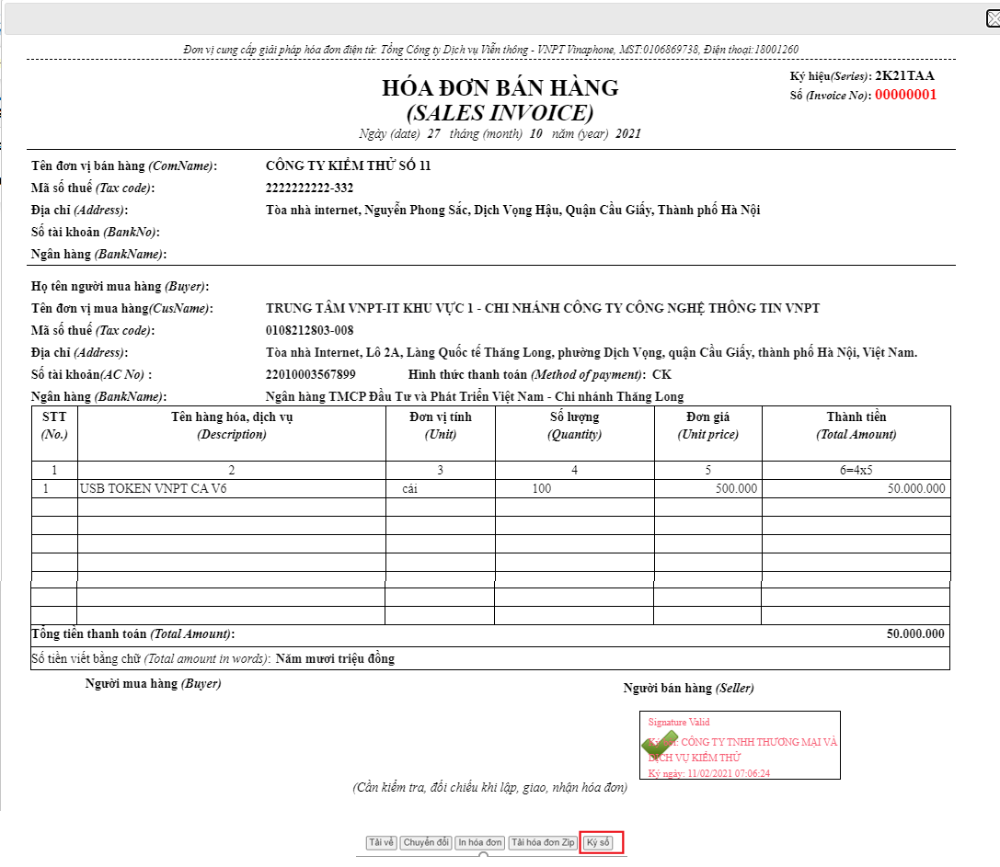 Đơn vị cung cấp giải pháp hóa đơn điện tử: Tổng Công ty Dịch vụ Viễn thông - VNPT Vinaphone, MST:0106869738, Điện thoại:18001260
Ký hiệu(Series): 2K21TAA
Số (Invoice No): 00000001
HÓA ĐƠN BÁN HÀNG
(SALES INVOICE)
Ngày (date) 27 tháng (month) 10 năm (year) 2021
Tên đơn vị bán hàng (ComName): CÔNG TY KIỂM THỬ SỐ 11
Mã số thuế (Tax code): 2222222222-332
Địa chỉ (Address): Tòa nhà internet, Nguyễn Phong Sắc, Dịch Vọng Hậu, Quận Cầu Giấy, Thành phố Hà Nội
Số tài khoản (BankNo):
Ngân hàng (BankName):
Họ tên người mua hàng (Buyer):
Tên đơn vị mua hàng(CusName): TRUNG TÂM VNPT-IT KHU VỰC 1 - CHI NHÁNH CÔNG TY CÔNG NGHỆ THÔNG TIN VNPT
Mã số thuế (Tax code): 0108212803-008
Địa chỉ (Address): Tòa nhà Internet, Lô 2A, Làng Quốc tế Thăng Long, phường Dịch Vọng, quận Cầu Giấy, thành phố Hà Nội, Việt Nam.
Số tài khoản(AC No) : 22010003567899 Hình thức thanh toán (Method of payment): CK
Ngân hàng (BankName): Ngân hàng TMCP Đầu Tư và Phát Triển Việt Nam - Chi nhánh Thăng Long
STT Tên hàng hóa, dịch vụ Đơn vị tính Số lượng Đơn giá Thành tiền
(No.) (Description) (Unit) (Quantity) (Unit price) (Total Amount)
1 2 3 4 5 6=4x5
1 USB TOKEN VNPT CA V6 cái 100 500.000 50.000.000
Tổng tiền thanh toán (Total Amount): 50.000.000
Số tiền viết bằng chữ (Total amount in words): Năm mươi triệu đồng
Người mua hàng (Buyer) Người bán hàng (Seller)
Signature Valid
CÔNG TY TNHH THƯƠNG MẠI VÀ
DỊCH VỤ KIỂM THỬ
Ký ngày: 11/02/2021 07:06:24
(Cần kiểm tra, đối chiếu khi lập, giao, nhận hóa đơn)
Tải về Chuyển đổi In hóa đơn Tải hóa đơn Zip Ký số